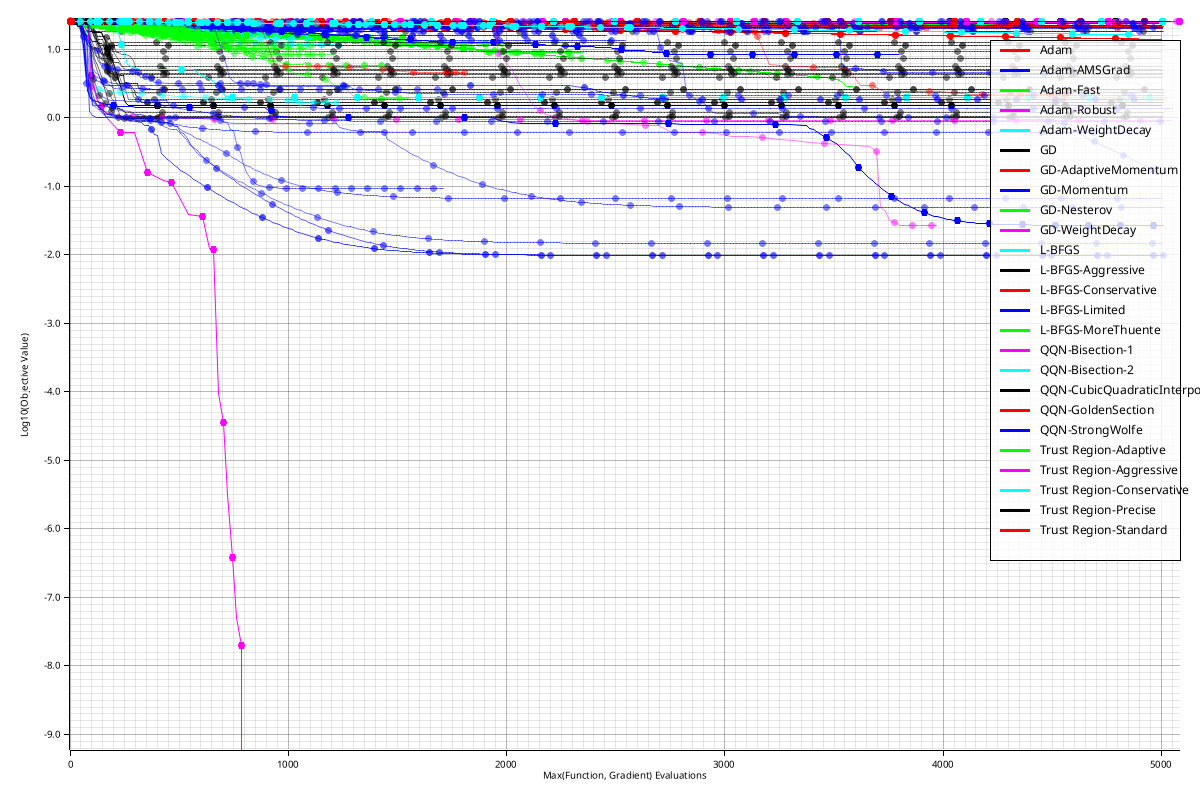 1.0
0.0
-1.0
-2.0
-3.0
-4.0
-5.0
-6.0
-7.0
-8.0
-9.0
Log10(Objective Value)
0
1000
2000
3000
4000
5000
Max(Function, Gradient) Evaluations
Adam
Adam-AMSGrad
Adam-Fast
Adam-Robust
Adam-WeightDecay
GD
GD-AdaptiveMomentum
GD-Momentum
GD-Nesterov
GD-WeightDecay
L-BFGS
L-BFGS-Aggressive
L-BFGS-Conservative
L-BFGS-Limited
L-BFGS-MoreThuente
QQN-Bisection-1
QQN-Bisection-2
QQN-CubicQuadraticInterpo
QQN-GoldenSection
QQN-StrongWolfe
Trust Region-Adaptive
Trust Region-Aggressive
Trust Region-Conservative
Trust Region-Precise
Trust Region-Standard